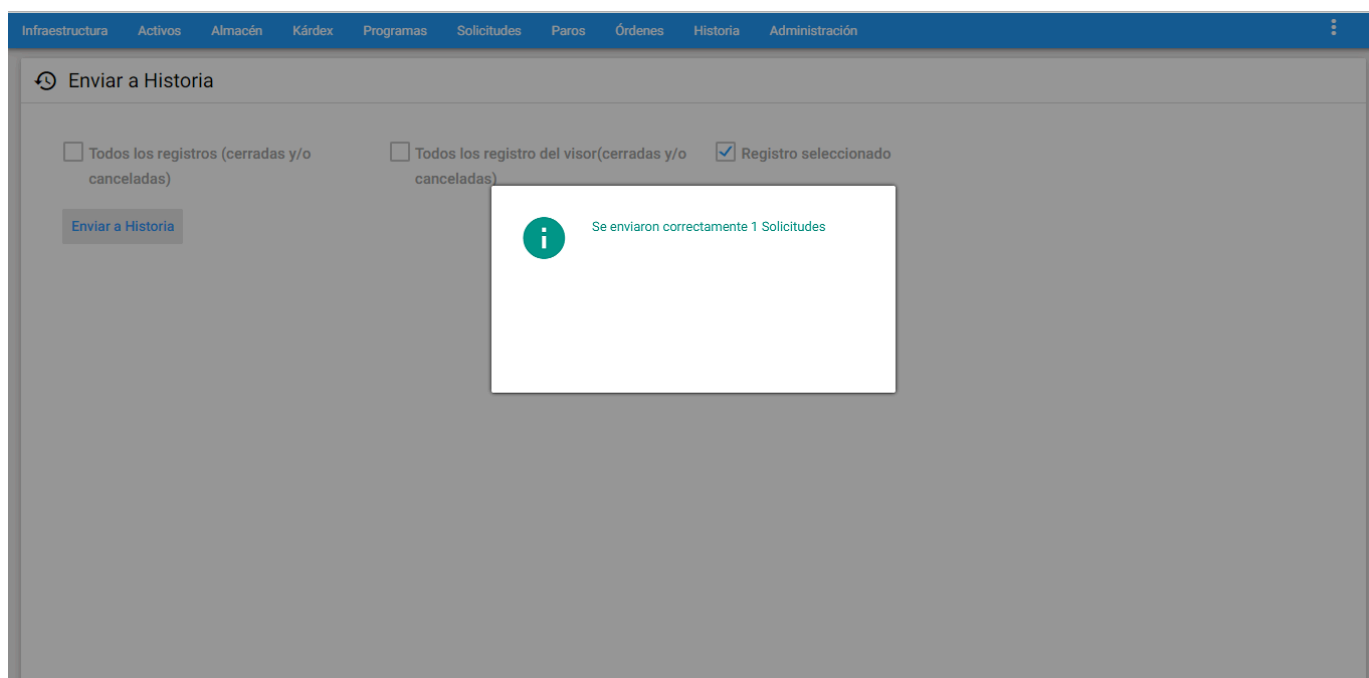 Infraestructura Activos Almacén Kárdex Programas Solicitudes Paros Órdenes Historia Administración
Enviar a Historia
Todos los registros (cerradas y/o
canceladas)
Todos los registro del visor(cerradas y/o
canceladas)
Registro seleccionado
Enviar a Historia
Se enviaron correctamente 1 Solicitudes